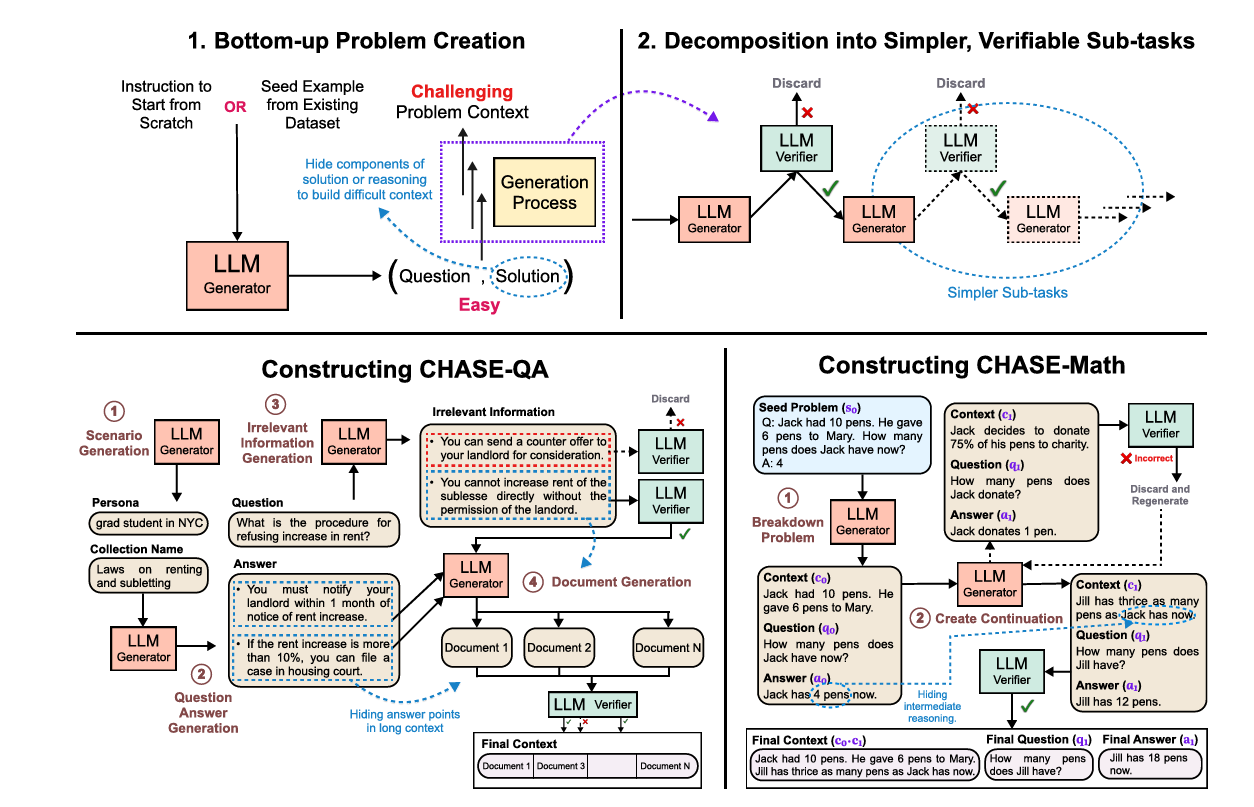 1. Bottom-up Problem Creation
Instruction to
Start from
Scratch
OR
Seed Example
from Existing
Dataset
Challenging
Problem Context
Hide components of
solution or reasoning
to build difficult context
Generation
Process
LLM
Generator
(Question , Solution)
Easy
2. Decomposition into Simpler, Verifiable Sub-tasks
Discard
Discard
LLM
Verifier
LLM
Verifier
LLM
Generator
LLM
Generator
LLM
Generator
Simpler Sub-tasks
Constructing CHASE-QA
1
Scenario
Generation
LLM
Generator
Persona
grad student in NYC
Collection Name
Laws on renting
and subletting
LLM
Generator
2
Question
Answer
Generation
3
Irrelevant
Information
Generation
LLM
Generator
Question
What is the procedure for
refusing increase in rent?
Answer
• You must notify your
landlord within 1 month of
notice of rent increase.
• If the rent increase is more
than 10%, you can file a
case in housing court.
Irrelevant Information
• You can send a counter offer to
your landlord for consideration.
• You cannot increase rent of the
sublesse directly without the
permission of the landord.
Discard
LLM
Verifier
LLM
Verifier
LLM
Generator
4 Document Generation
Document 1
Document 2
Document N
Hiding answer points
in long context
LLM Verifier
Final Context
Document 1
Document 3
Document N
Constructing CHASE-Math
Seed Problem (s0)
Q: Jack had 10 pens. He gave
6 pens to Mary. How many
pens does Jack have now?
A: 4
1
Breakdown
Problem
LLM
Generator
Context (c0)
Jack had 10 pens. He
gave 6 pens to Mary.
Question (q0)
How many pens does
Jack have now?
Answer (a0)
Jack has 4 pens now.
Context (c1)
Jack decides to donate
75% of his pens to charity.
Question (q1)
How many pens does
Jack donate?
Answer (a1)
Jack donates 1 pen.
LLM
Verifier
Incorrect
Discard and
Regenerate
LLM
Generator
2 Create Continuation
Context (c1)
Jill has thrice as many
pens as Jack has now.
Question (q1)
How many pens does
Jill have?
Answer (a1)
Jill has 12 pens.
LLM
Verifier
Hiding
intermediate
reasoning.
Final Context (c0·c1)
Jack had 10 pens. He gave 6 pens to Mary.
Jill has thrice as many pens as Jack has now.
Final Question (q1)
How many pens
does Jill have?
Final Answer (a1)
Jill has 18 pens
now.